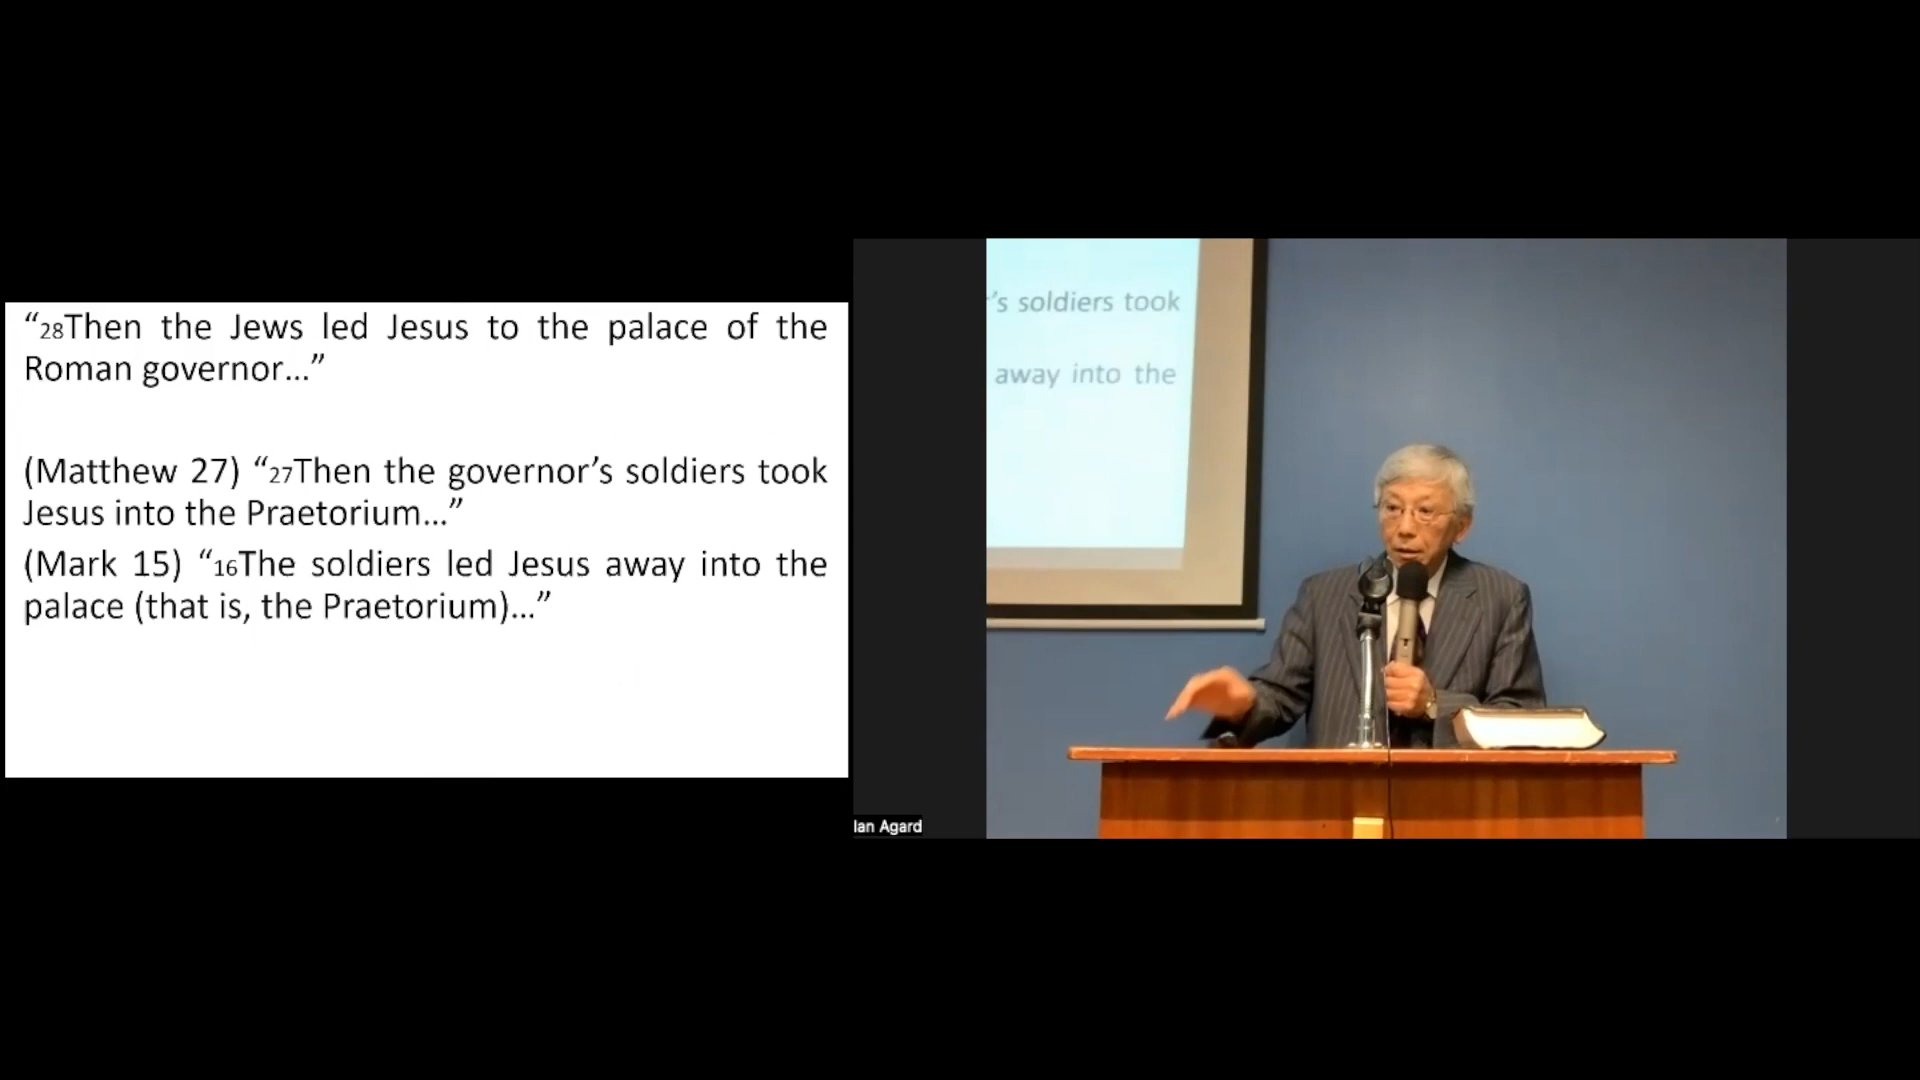 “28Then the Jews led Jesus to the palace of the
Roman governor...”
(Matthew 27) “27Then the governor’s soldiers took
Jesus into the Praetorium...”
(Mark 15) “16The soldiers led Jesus away into the
palace (that is, the Praetorium)...”
’s soldiers took
away into the
Ian Agard